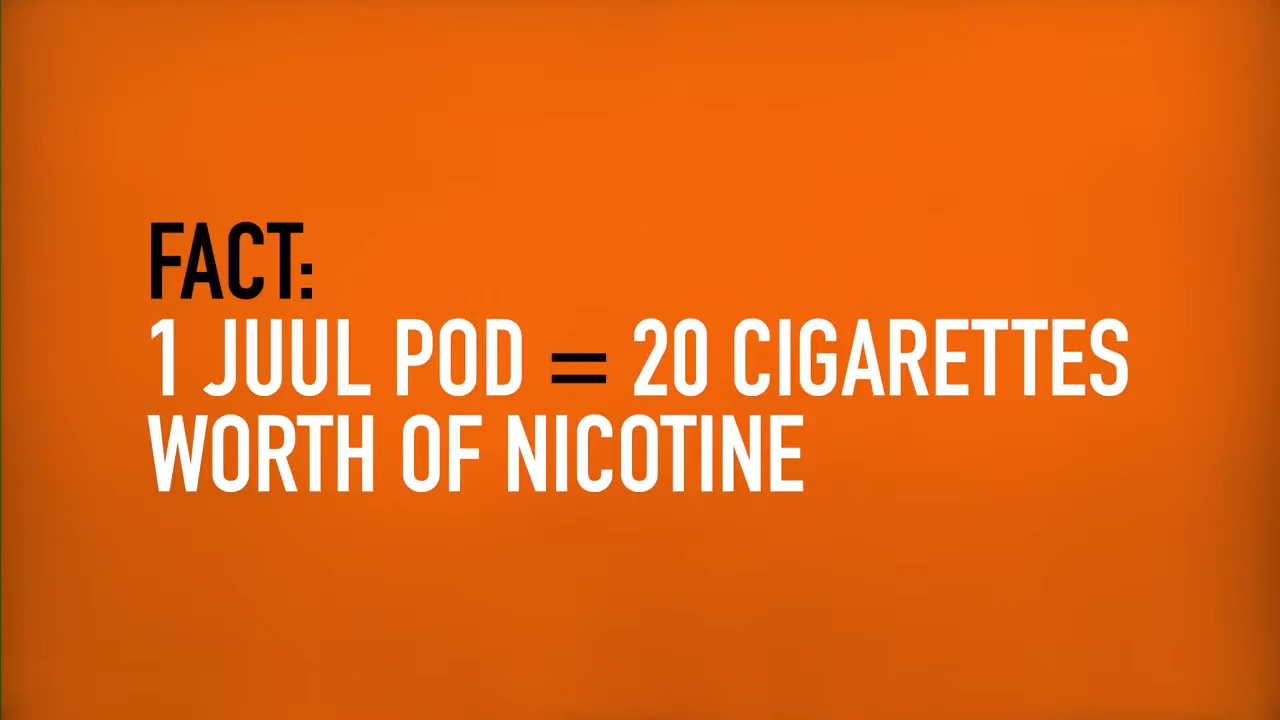 FACT:
1 JUUL POD = 20 CIGARETTES
WORTH OF NICOTINE